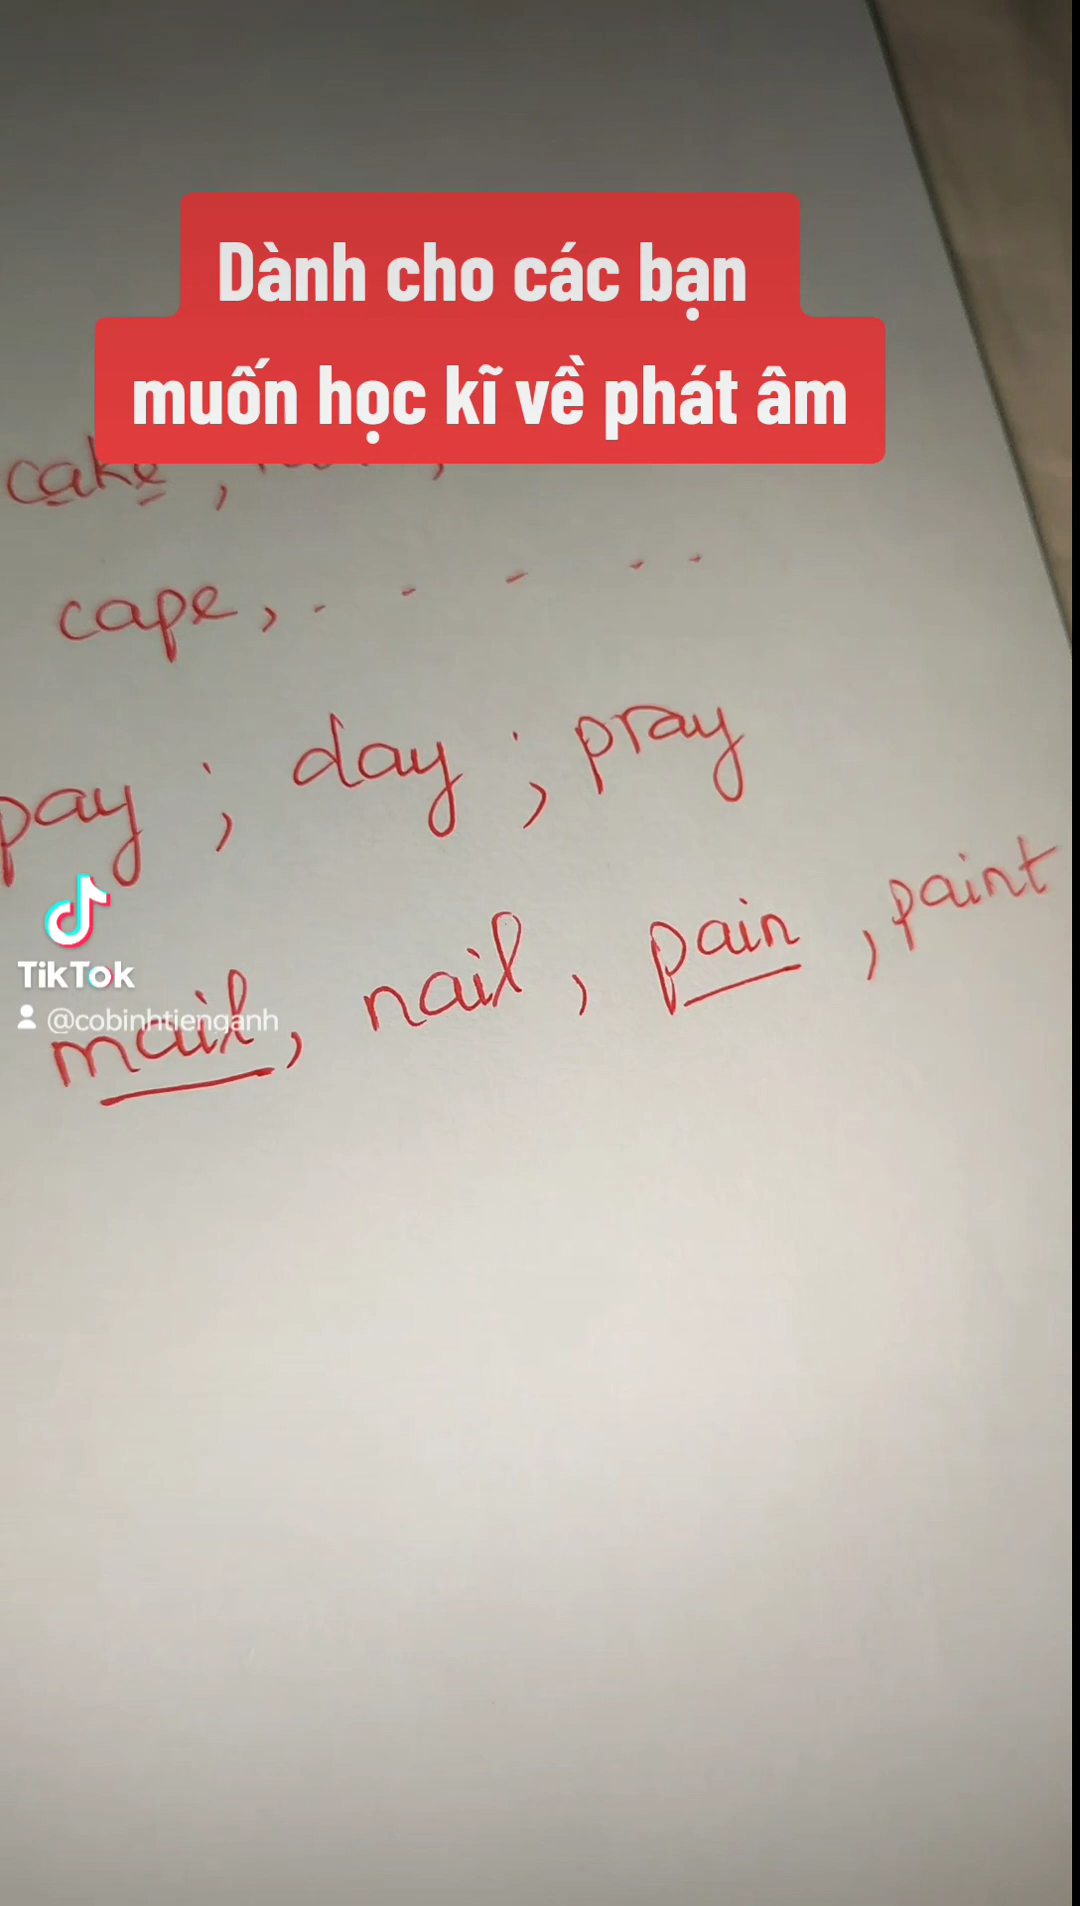 Dành cho các bạn
muốn học kĩ về phát âm
cake,
cape, . - - - -
pay ; day ; pray
TikTok
@cobinhtienganh
mail, nail, pain, paint